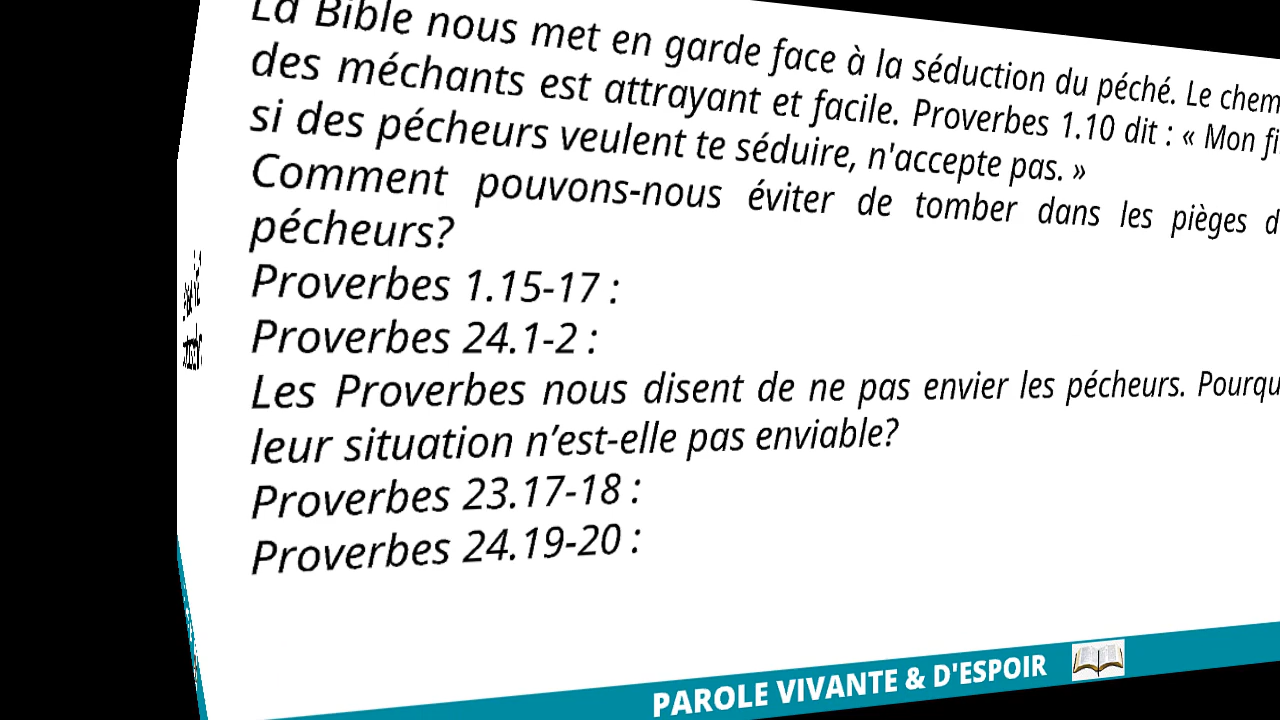 La Bible nous met en garde face à la séduction du péché. Le chem
des méchants est attrayant et facile. Proverbes 1.10 dit : « Mon fi
si des pécheurs veulent te séduire, n'accepte pas. »
Comment pouvons-nous éviter de tomber dans les pièges d
pécheurs?
Proverbes 1.15-17 :
Proverbes 24.1-2 :
Les Proverbes nous disent de ne pas envier les pécheurs. Pourqu
leur situation n’est-elle pas enviable?
Proverbes 23.17-18 :
Proverbes 24.19-20 :
PAROLE VIVANTE & D'ESPOIR